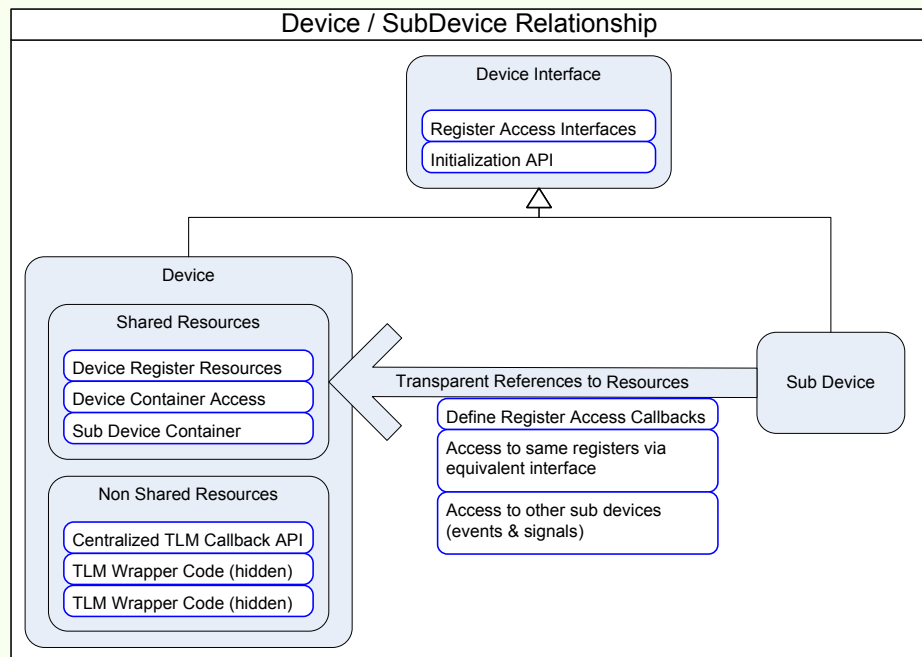 Device / SubDevice Relationship
Device Interface
Register Access Interfaces
Initialization API
Device
Shared Resources
Device Register Resources
Device Container Access
Sub Device Container
Non Shared Resources
Centralized TLM Callback API
TLM Wrapper Code (hidden)
TLM Wrapper Code (hidden)
Transparent References to Resources
Define Register Access Callbacks
Access to same registers via
equivalent interface
Access to other sub devices
(events & signals)
Sub Device